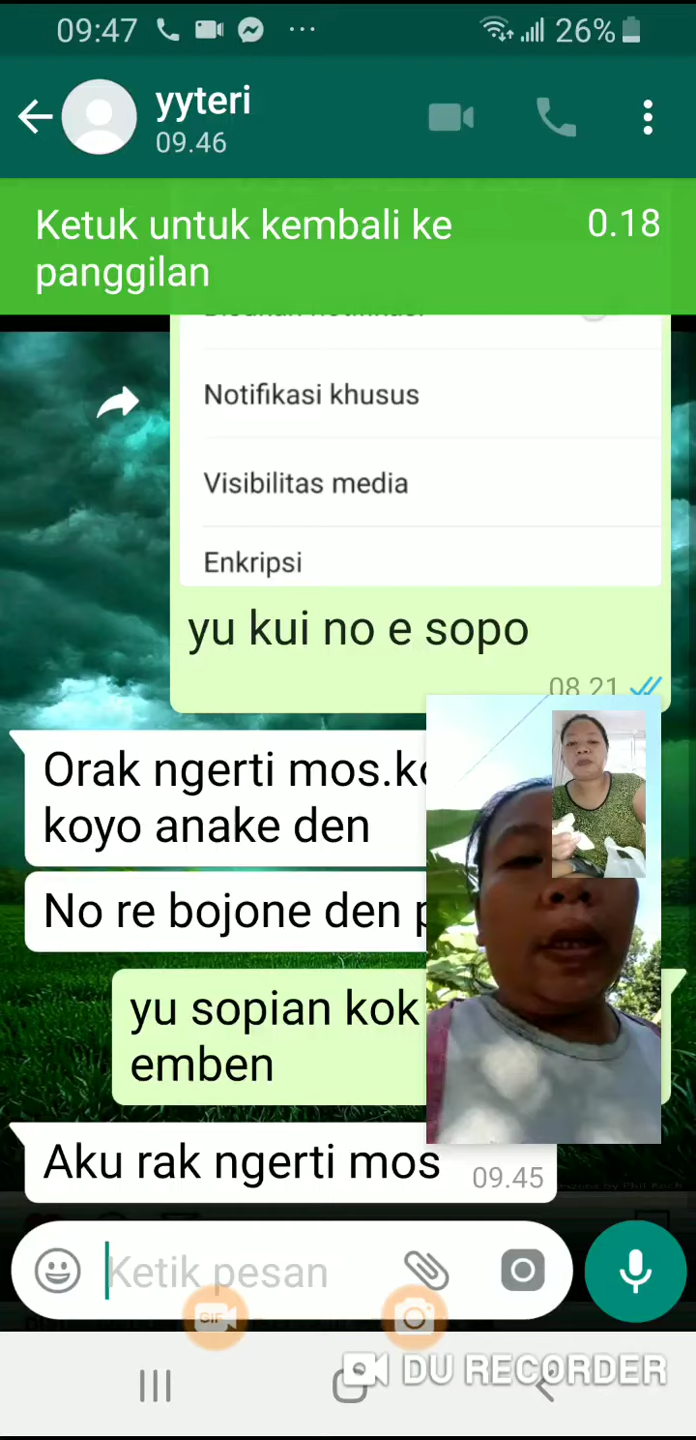 09:47
26%
yyteri
09.46
Ketuk untuk kembali ke
panggilan
0.18
Notifikasi khusus
Visibilitas media
Enkripsi
yu kui no e sopo
08.21
Orak ngerti mos.
koyo anake den
No re bojone den
yu sopian kok
emben
Aku rak ngerti mos
09.45
Ketik pesan
GIF
DU RECORDER